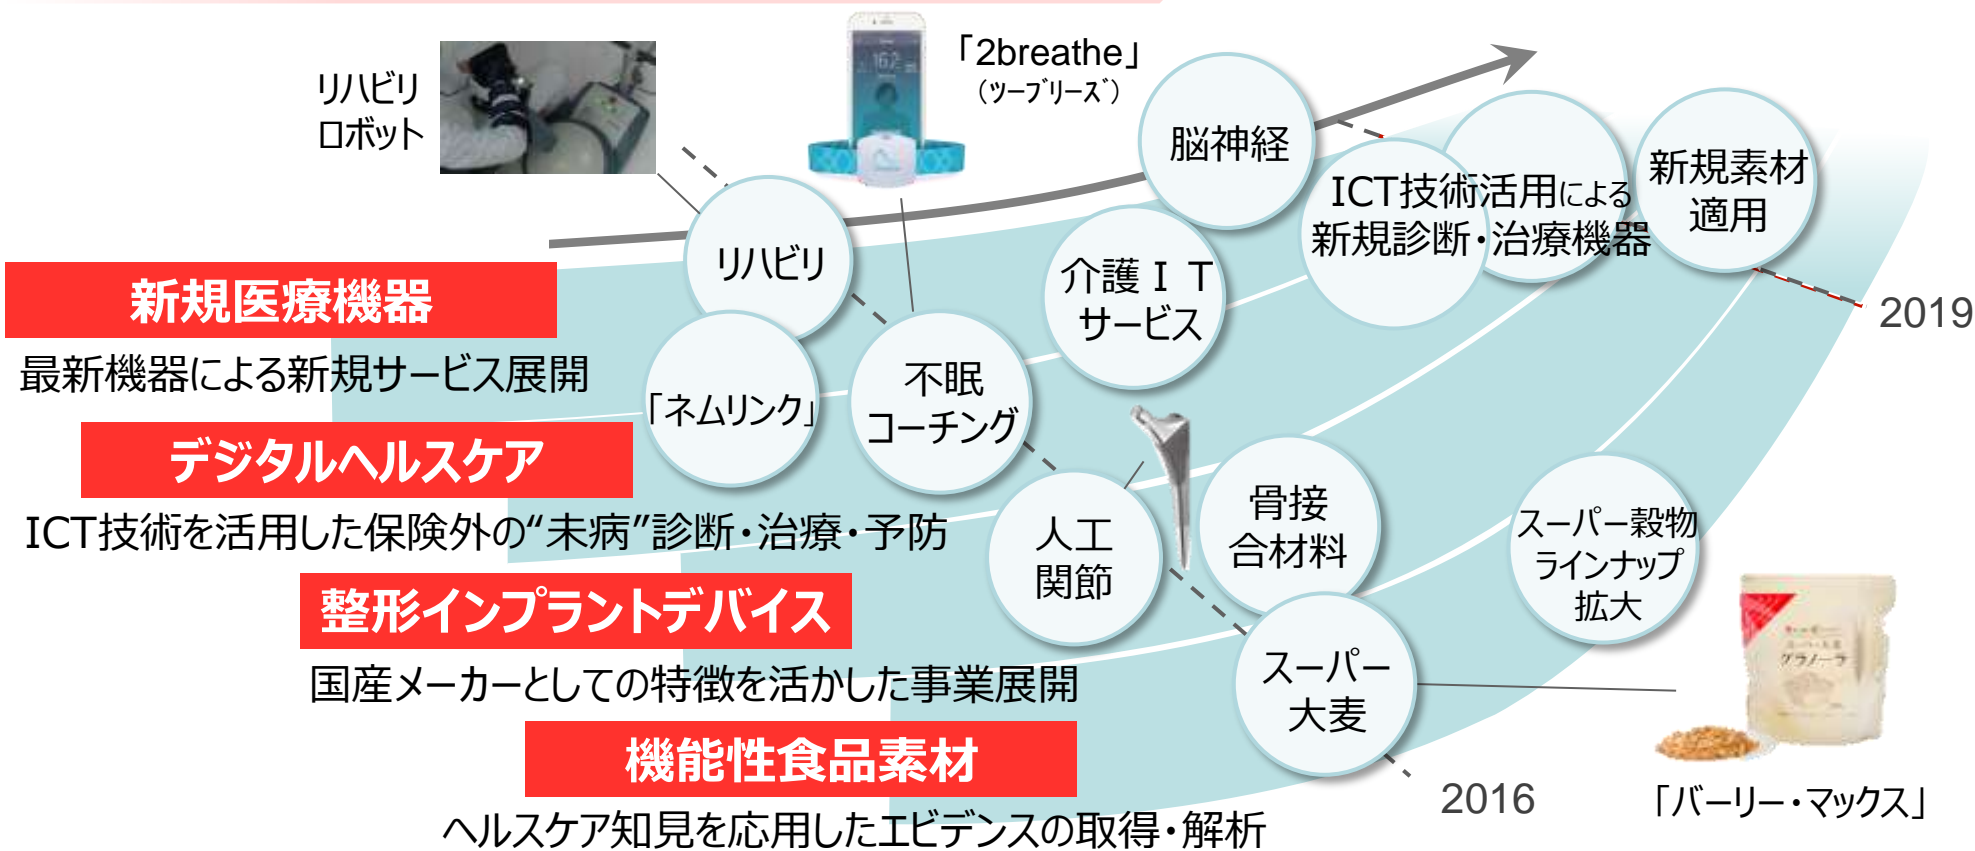 リハビリ
ロボット
「2breathe」
（ﾂｰﾌﾞﾘｰｽﾞ）
脳神経
ICT技術活用による
新規診断・治療機器
新規素材
適用
リハビリ
介護ＩＴ
サービス
2019
新規医療機器
最新機器による新規サービス展開
「ネムリンク」
不眠
コーチング
デジタルヘルスケア
ICT技術を活用した保険外の“未病”診断・治療・予防
人工
関節
骨接
合材料
スーパー穀物
ラインナップ
拡大
整形インプラントデバイス
国産メーカーとしての特徴を活かした事業展開
スーパー
大麦
グラノーラ
機能性食品素材
2016
「バーリー・マックス」
ヘルスケア知見を応用したエビデンスの取得・解析